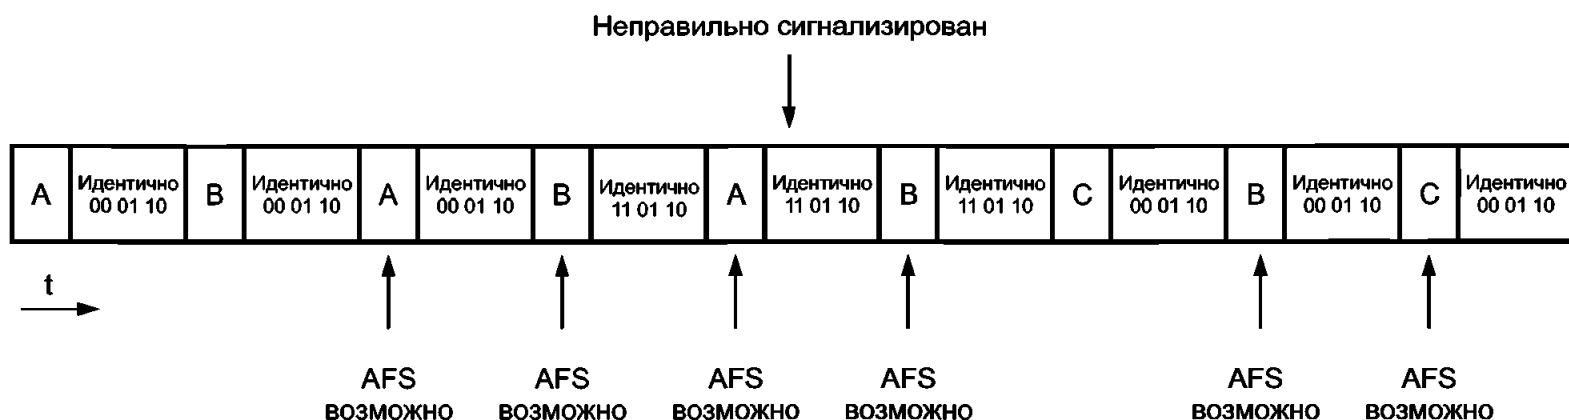 Неправильно сигнализирован
A Идентично 00 01 10 B Идентично 00 01 10 A Идентично 00 01 10 B Идентично 11 01 10 A Идентично 11 01 10 B Идентично 11 01 10 C Идентично 00 01 10 B Идентично 00 01 10 C Идентично 00 01 10
t
AFS возможно AFS возможно AFS возможно AFS возможно AFS возможно AFS возможно